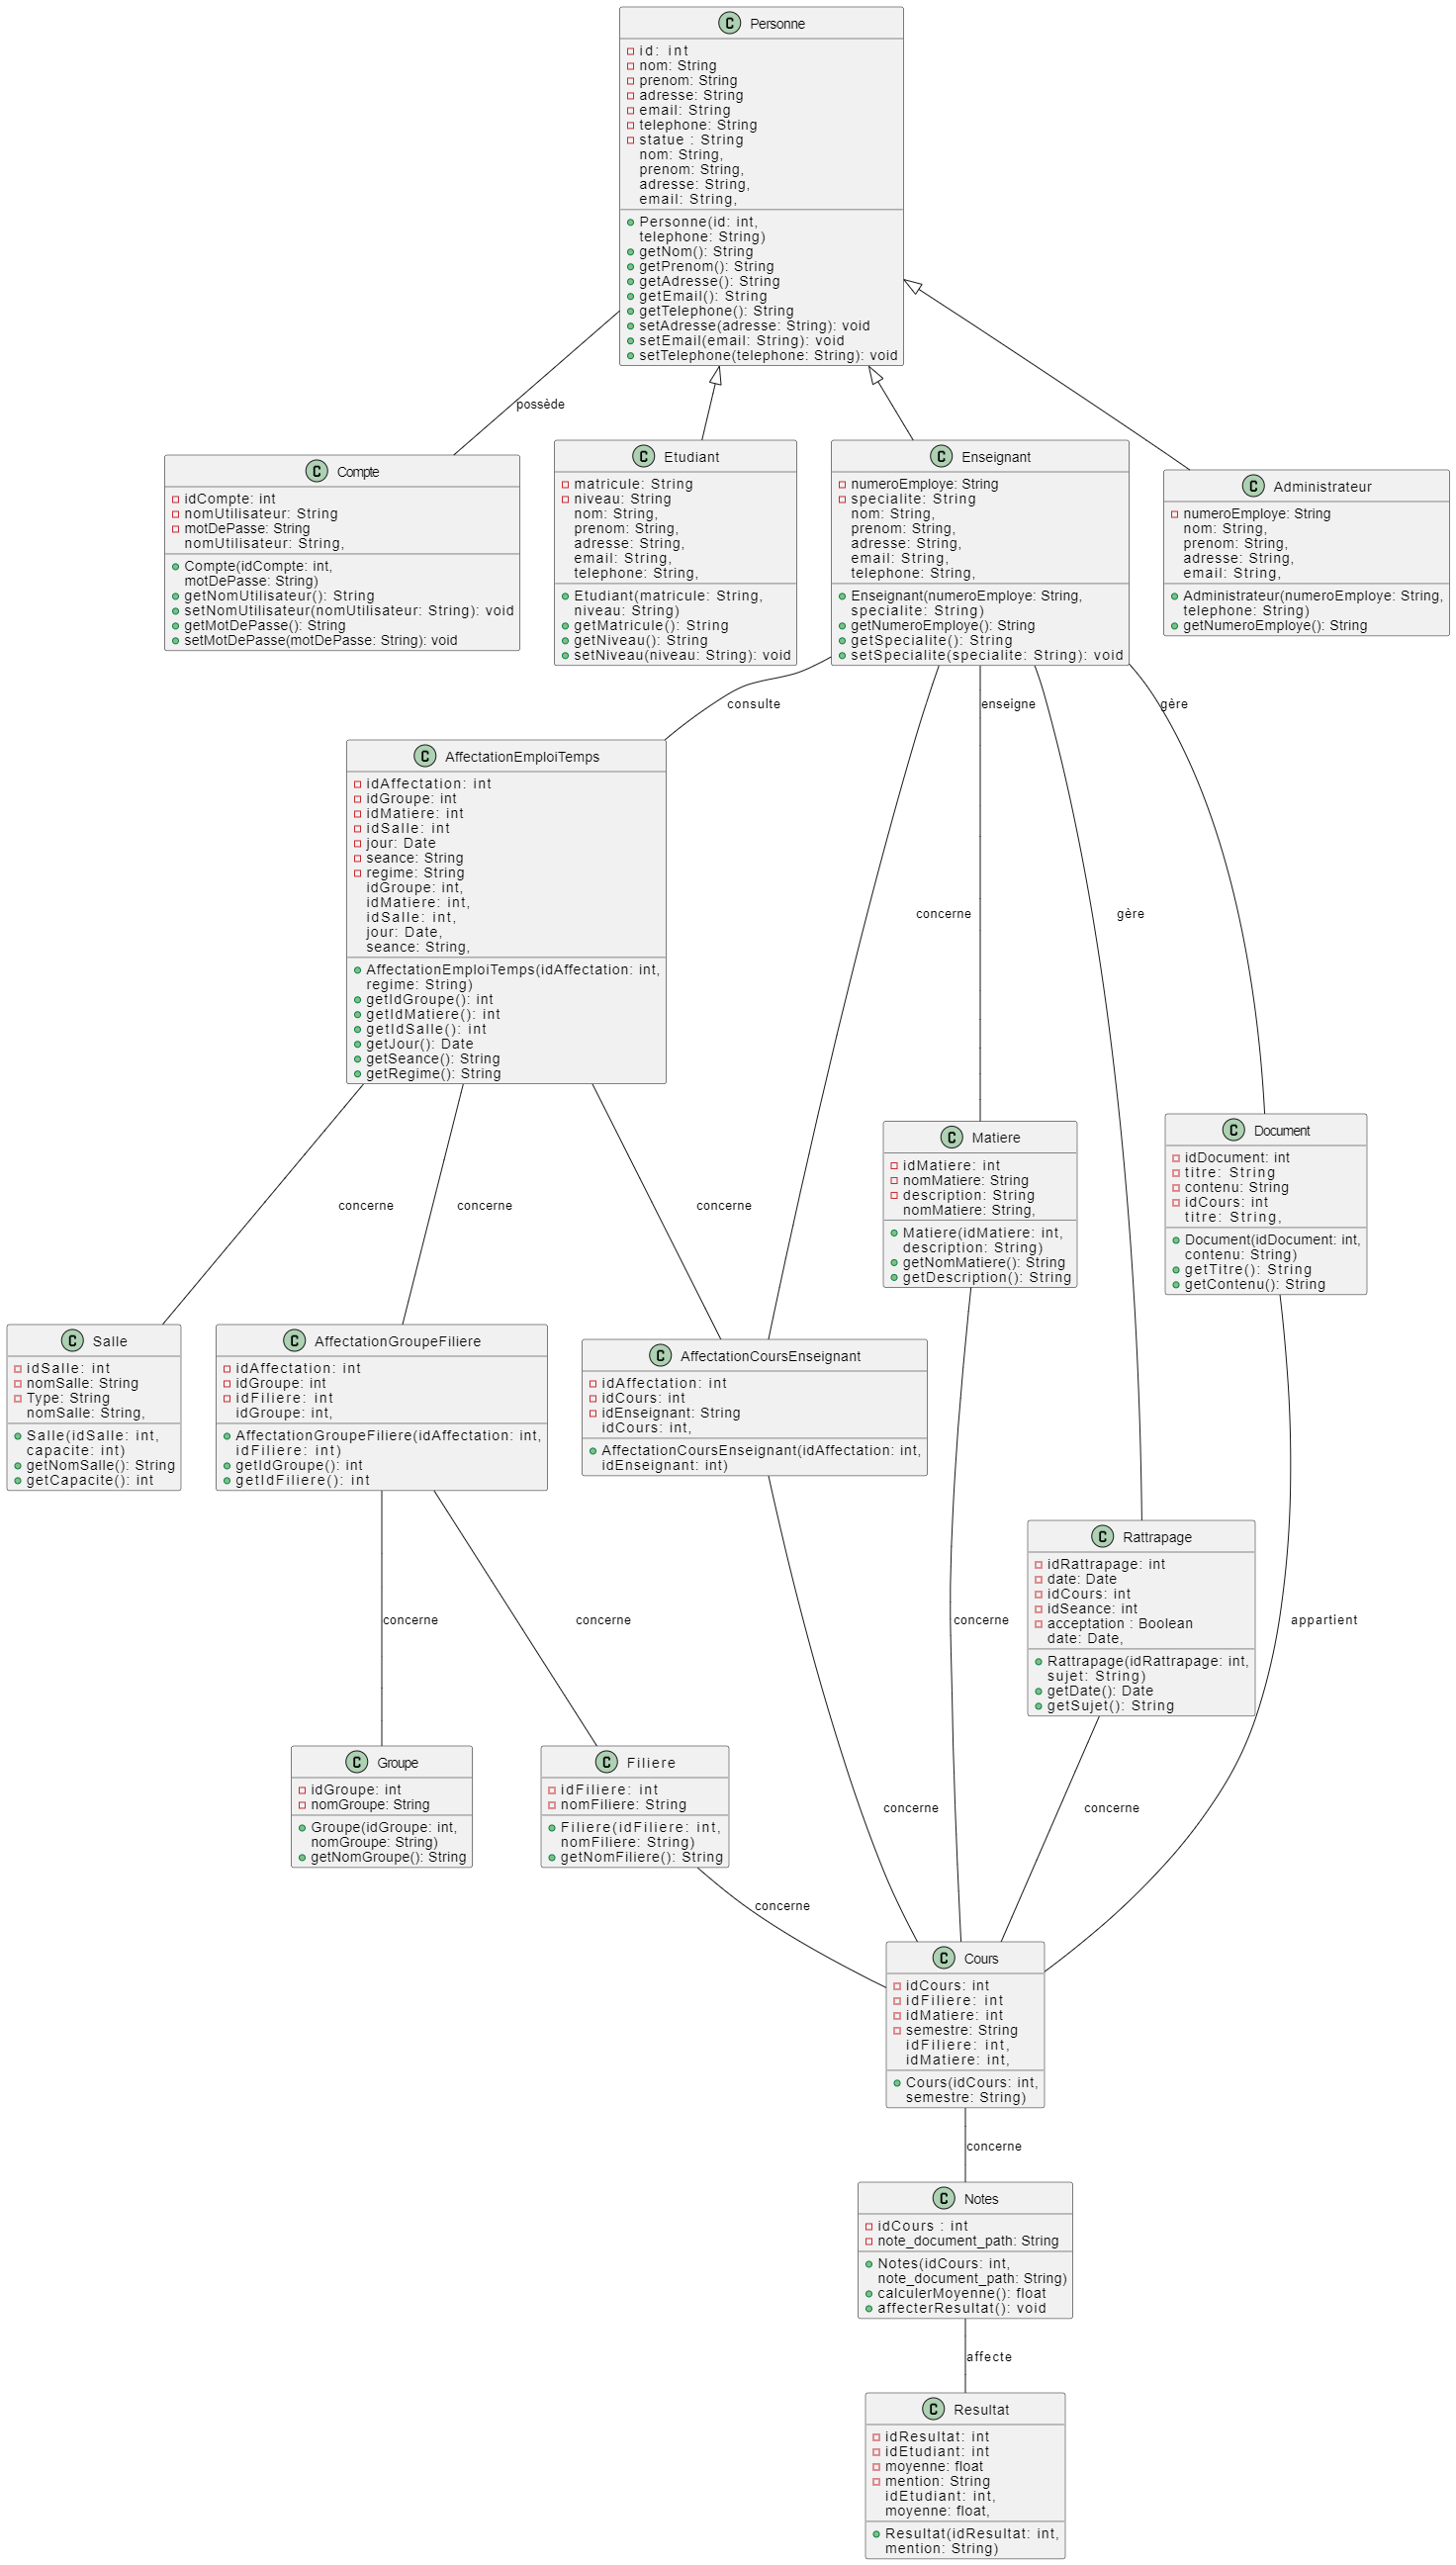 C Personne
id: int
nom: String
prenom: String
adresse: String
email: String
telephone: String
statue : String
nom: String,
prenom: String,
adresse: String,
email: String,
Personne(id: int,
telephone: String)
getNom(): String
getPrenom(): String
getAdresse(): String
getEmail(): String
getTelephone(): String
setAdresse(adresse: String): void
setEmail(email: String): void
setTelephone(telephone: String): void
possède
C Compte
idCompte: int
nomUtilisateur: String
motDePasse: String
nomUtilisateur: String,
Compte(idCompte: int,
motDePasse: String)
getNomUtilisateur(): String
setNomUtilisateur(nomUtilisateur: String): void
getMotDePasse(): String
setMotDePasse(motDePasse: String): void
C Etudiant
matricule: String
niveau: String
nom: String,
prenom: String,
adresse: String,
email: String,
telephone: String,
Etudiant(matricule: String,
niveau: String)
getMatricule(): String
getNiveau(): String
setNiveau(niveau: String): void
C Enseignant
numeroEmploye: String
specialite: String
nom: String,
prenom: String,
adresse: String,
email: String,
telephone: String,
Enseignant(numeroEmploye: String,
specialite: String)
getNumeroEmploye(): String
getSpecialite(): String
setSpecialite(specialite: String): void
C Administrateur
numeroEmploye: String
nom: String,
prenom: String,
adresse: String,
email: String,
Administrateur(numeroEmploye: String,
telephone: String)
getNumeroEmploye(): String
consulte
enseigne
gère
C AffectationEmploiTemps
idAffectation: int
idGroupe: int
idMatiere: int
idSalle: int
jour: Date
seance: String
regime: String
idGroupe: int,
idMatiere: int,
idSalle: int,
jour: Date,
seance: String,
AffectationEmploiTemps(idAffectation: int,
regime: String)
getIdGroupe(): int
getIdMatiere(): int
getIdSalle(): int
getJour(): Date
getSeance(): String
getRegime(): String
concerne
gère
C Matiere
idMatiere: int
nomMatiere: String
description: String
nomMatiere: String,
Matiere(idMatiere: int,
description: String)
getNomMatiere(): String
getDescription(): String
C Document
idDocument: int
titre: String
contenu: String
idCours: int
titre: String,
Document(idDocument: int,
contenu: String)
getTitre(): String
getContenu(): String
concerne
concerne
concerne
C Salle
idSalle: int
nomSalle: String
Type: String
nomSalle: String,
Salle(idSalle: int,
capacite: int)
getNomSalle(): String
getCapacite(): int
C AffectationGroupeFiliere
idAffectation: int
idGroupe: int
idFiliere: int
idGroupe: int,
AffectationGroupeFiliere(idAffectation: int,
idFiliere: int)
getIdGroupe(): int
getIdFiliere(): int
C AffectationCoursEnseignant
idAffectation: int
idCours: int
idEnseignant: String
idCours: int,
AffectationCoursEnseignant(idAffectation: int,
idEnseignant: int)
C Rattrapage
idRattrapage: int
date: Date
idCours: int
idSeance: int
acceptation : Boolean
date: Date,
Rattrapage(idRattrapage: int,
sujet: String)
getDate(): Date
getSujet(): String
concerne
concerne
concerne
appartient
C Groupe
idGroupe: int
nomGroupe: String
Groupe(idGroupe: int,
nomGroupe: String)
getNomGroupe(): String
C Filiere
idFiliere: int
nomFiliere: String
Filiere(idFiliere: int,
nomFiliere: String)
getNomFiliere(): String
concerne
concerne
concerne
C Cours
idCours: int
idFiliere: int
idMatiere: int
semestre: String
idFiliere: int,
idMatiere: int,
Cours(idCours: int,
semestre: String)
concerne
C Notes
idCours : int
note_document_path: String
Notes(idCours: int,
note_document_path: String)
calculerMoyenne(): float
affecterResultat(): void
affecte
C Resultat
idResultat: int
idEtudiant: int
moyenne: float
mention: String
idEtudiant: int,
moyenne: float,
Resultat(idResultat: int,
mention: String)